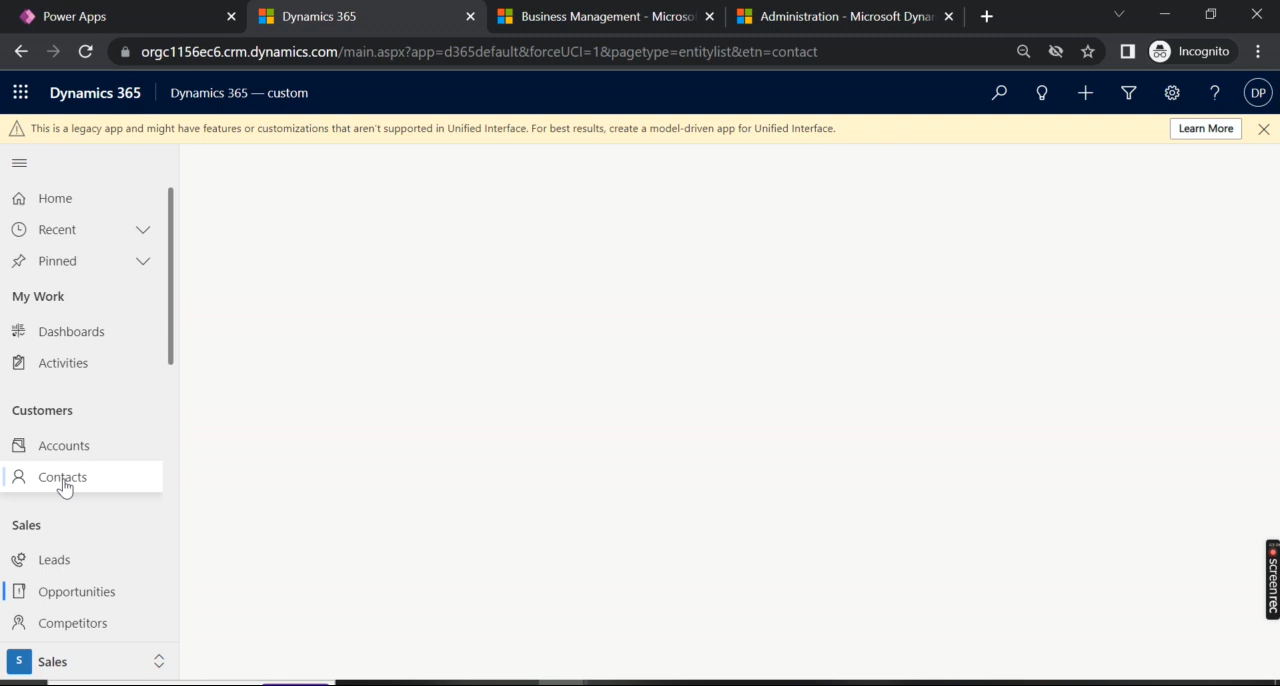 Power Apps
Dynamics 365
Business Management - Microso
Administration - Microsoft Dyna
orgc1156ec6.crm.dynamics.com/main.aspx?app=d365default&forceUCI=1&pagetype=entitylist&etn=contact
Incognito
Dynamics 365
Dynamics 365 — custom
DP
This is a legacy app and might have features or customizations that aren't supported in Unified Interface. For best results, create a model-driven app for Unified Interface.
Learn More
Home
Recent
Pinned
My Work
Dashboards
Activities
Customers
Accounts
Contacts
Sales
Leads
Opportunities
Competitors
S
Sales
screenrec